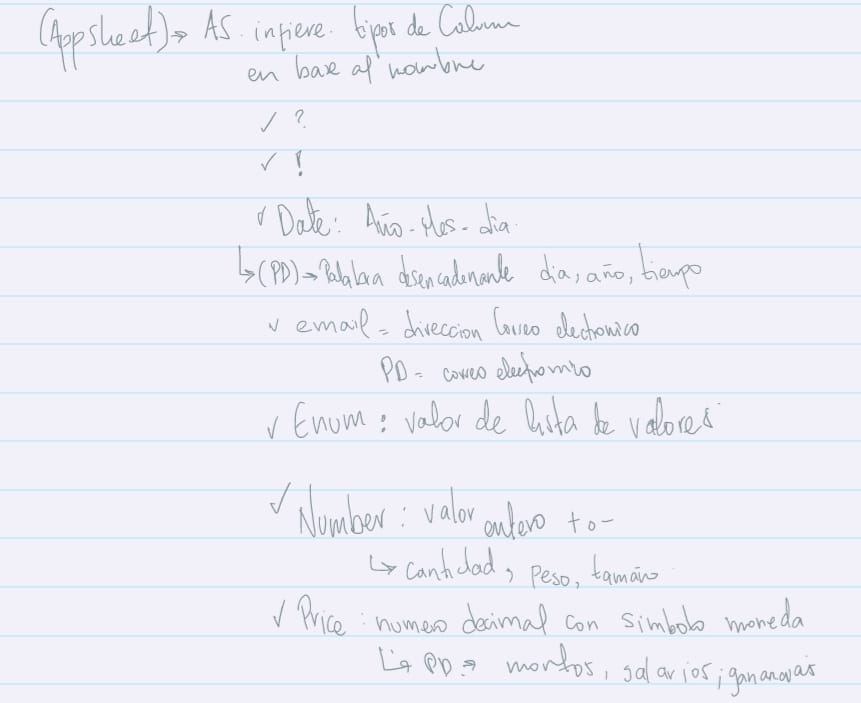 (Appsheet) → AS. infiere. tipos de Column
en base al nombre
✓ ?
✓ !
✓ Date: Año-Mes-dia.
↳ (PD) → Palabra desencadenante dia, año, tiempo
✓ email = direccion Correo electronico
PD = correo electronico
✓ Enum : valor de lista de valores
✓ Number : valor entero + o -
↳ cantidad, peso, tamaño
✓ Price : numero decimal con simbolo moneda
↳ PD → montos, salarios, ganancias